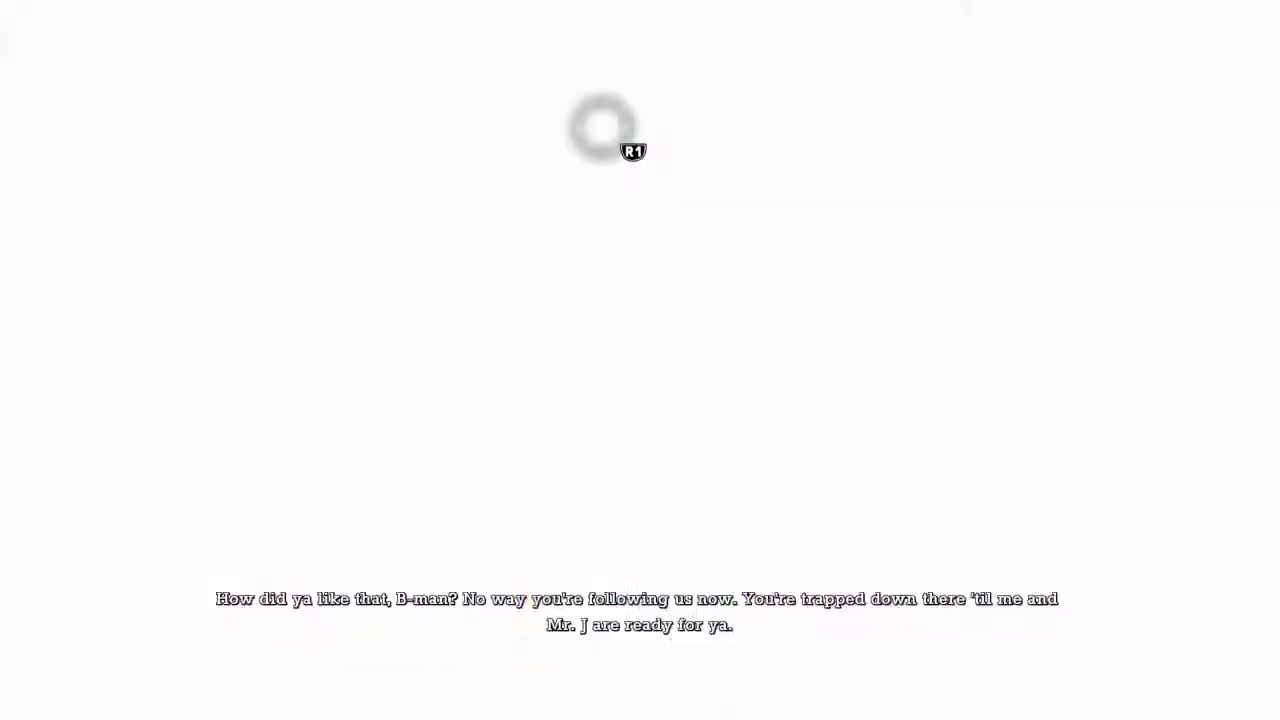 R1
How did ya like that, B-man? No way you're following us now. You're trapped down there 'til me and
Mr. J are ready for ya.